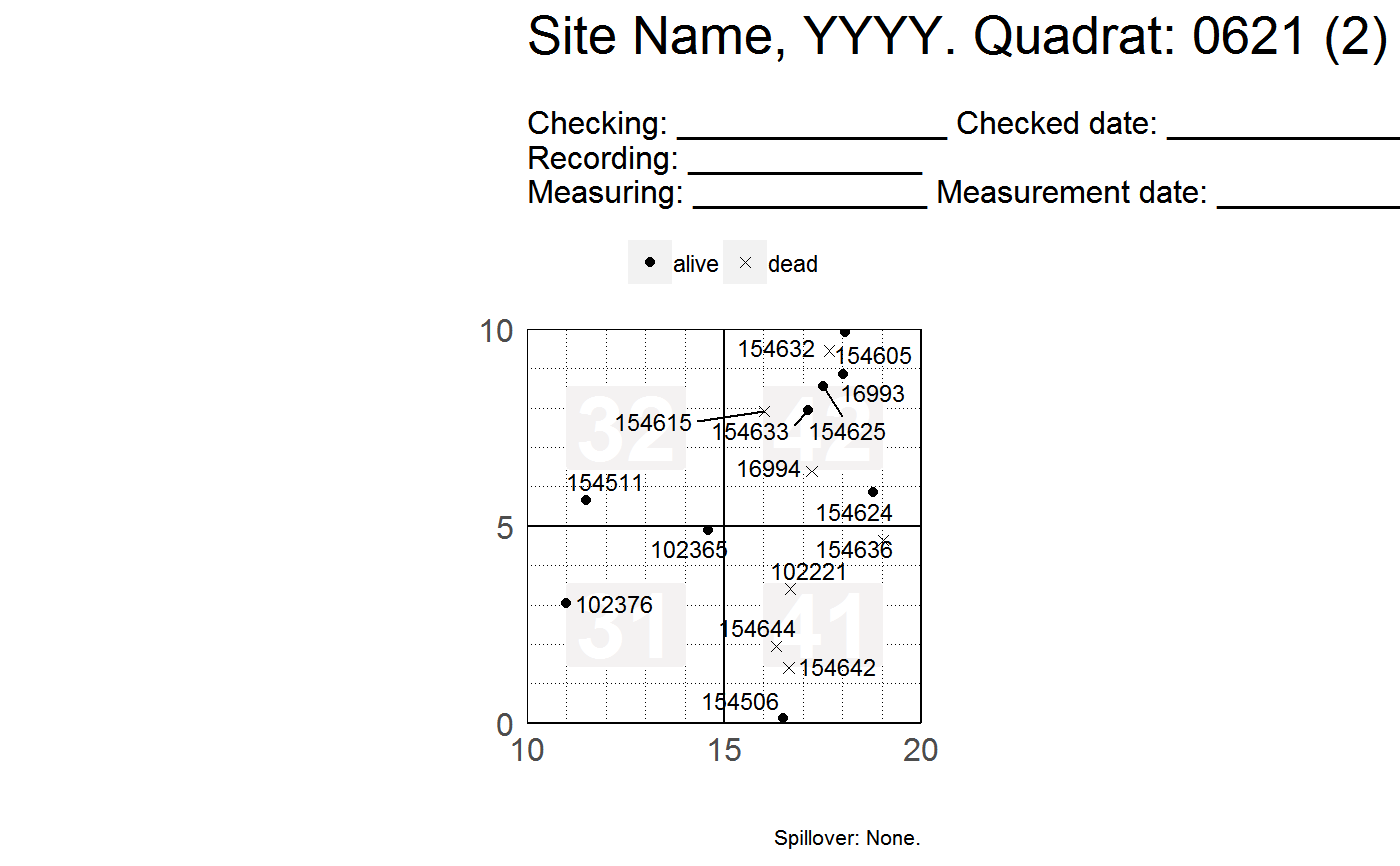 Site Name, YYYY. Quadrat: 0621 (2)
Checking: ________________ Checked date: ______________
Recording: ______________
Measuring: ______________ Measurement date: ___________
alive dead
10
154632 154605
16993
32 42
154615 154633 154625
16994
154511
154624
5
102365 154636
102221
31 41
102376
154644
154642
154506
0
10 15 20
Spillover: None.